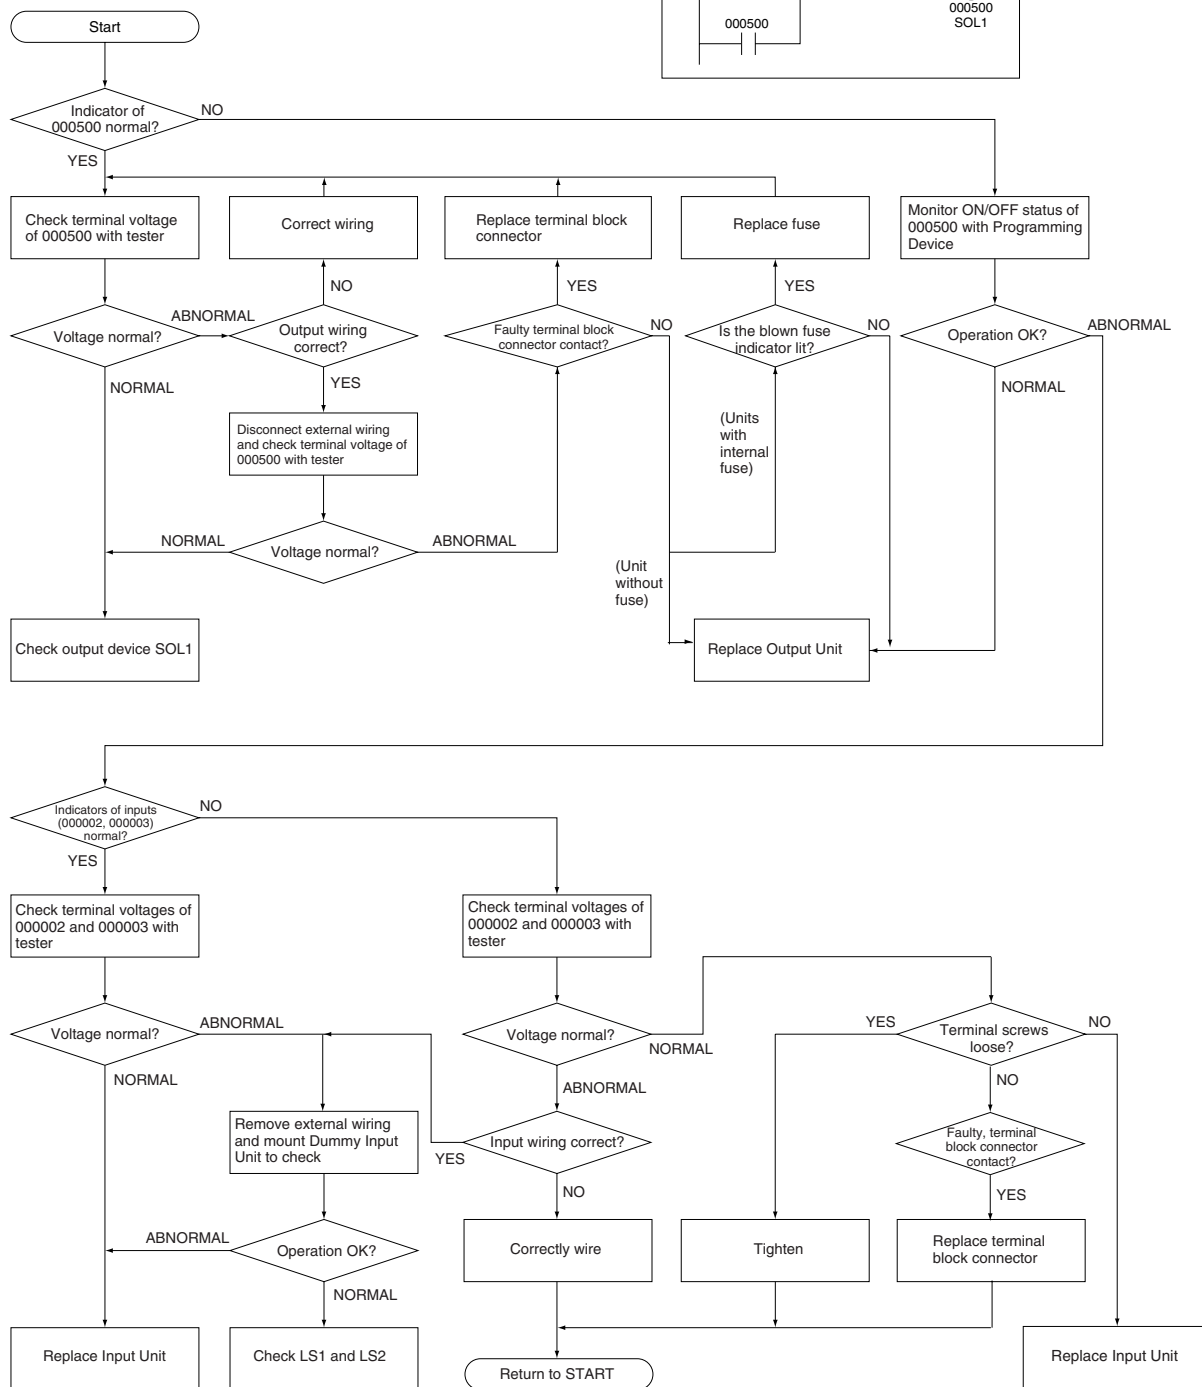 000500
000500
SOL1
Start
Indicator of
000500 normal?
NO
YES
Check terminal voltage
of 000500 with tester
Correct wiring
Replace terminal block
connector
Replace fuse
Monitor ON/OFF status of
000500 with Programming
Device
NO
YES
YES
Voltage normal?
ABNORMAL
Output wiring
correct?
Faulty terminal block
connector contact?
NO
Is the blown fuse
indicator lit?
NO
Operation OK?
ABNORMAL
NORMAL
YES
NORMAL
Disconnect external wiring
and check terminal voltage of
000500 with tester
(Units
with
internal
fuse)
NORMAL
Voltage normal?
ABNORMAL
(Unit
without
fuse)
Check output device SOL1
Replace Output Unit
Indicators of inputs
(000002, 000003)
normal?
NO
YES
Check terminal voltages of
000002 and 000003 with
tester
Check terminal voltages of
000002 and 000003 with
tester
Voltage normal?
ABNORMAL
Voltage normal?
NORMAL
YES
Terminal screws
loose?
NO
NORMAL
ABNORMAL
NO
Remove external wiring
and mount Dummy Input
Unit to check
YES
Input wiring correct?
Faulty, terminal
block connector
contact?
NO
YES
ABNORMAL
Operation OK?
Correctly wire
Tighten
Replace terminal
block connector
NORMAL
Replace Input Unit
Check LS1 and LS2
Return to START
Replace Input Unit